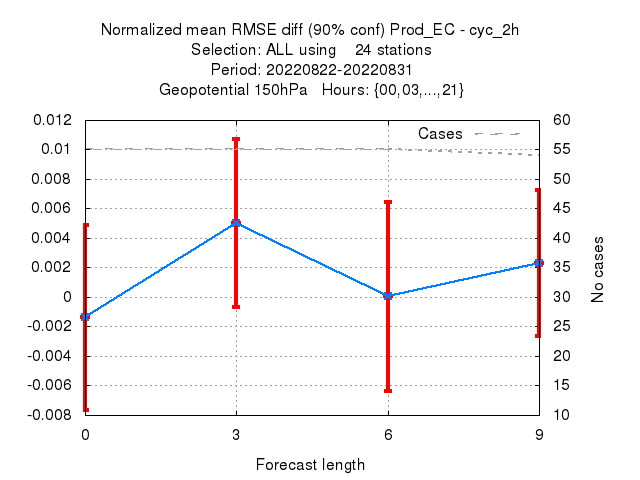 Normalized mean RMSE diff (90% conf) Prod_EC - cyc_2h
Selection: ALL using    24 stations
Period: 20220822-20220831
Geopotential 150hPa   Hours: {00,03,...,21}
Cases
0.012
0.01
0.008
0.006
0.004
0.002
0
-0.002
-0.004
-0.006
-0.008
60
55
50
45
40
35
30
25
20
15
10
No cases
0 3 6 9
Forecast length